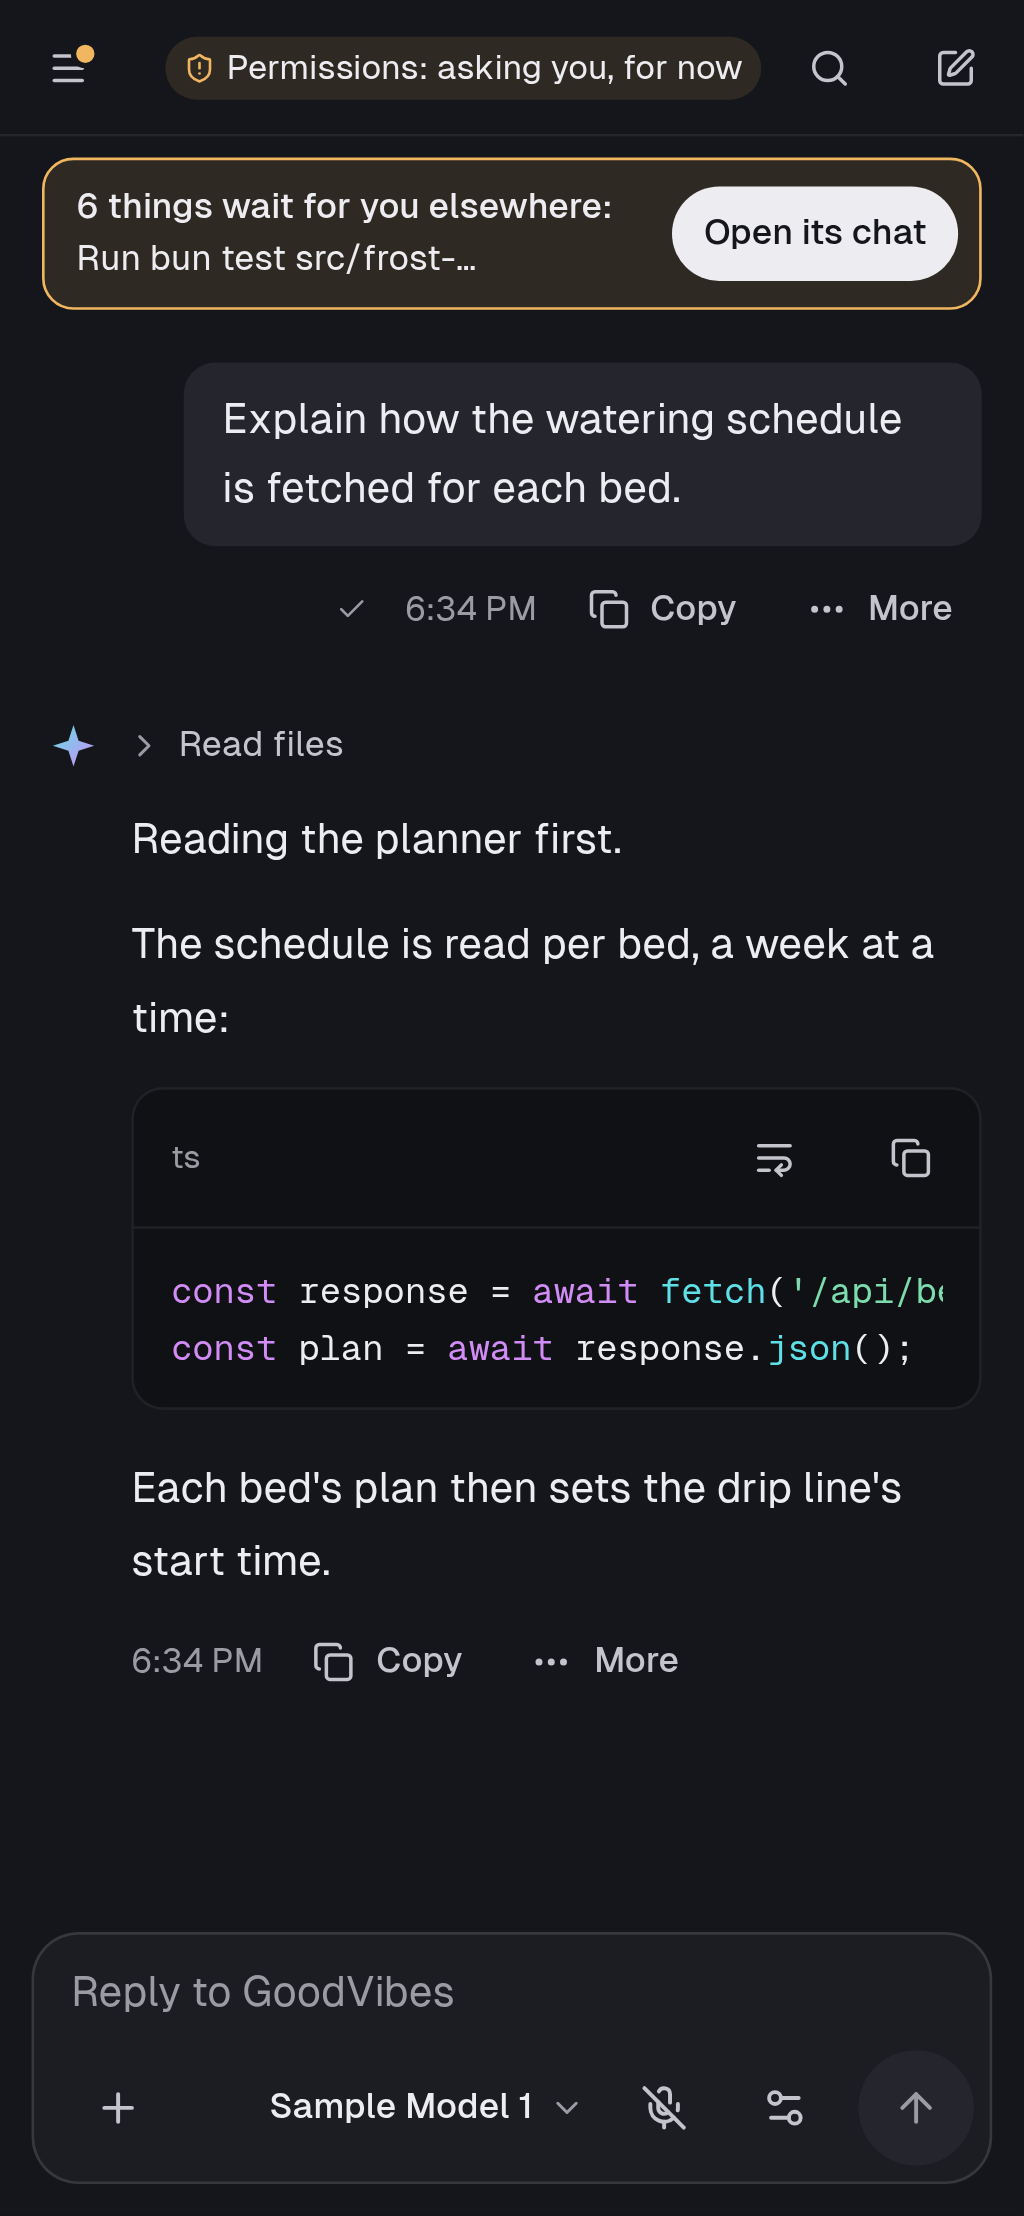 Permissions: asking you, for now
6 things wait for you elsewhere:
Run bun test src/frost-…
Open its chat
Explain how the watering schedule
is fetched for each bed.
6:34 PM Copy More
Read files
Reading the planner first.
The schedule is read per bed, a week at a
time:
ts
const response = await fetch('/api/be
const plan = await response.json();
Each bed's plan then sets the drip line's
start time.
6:34 PM Copy More
Reply to GoodVibes
Sample Model 1